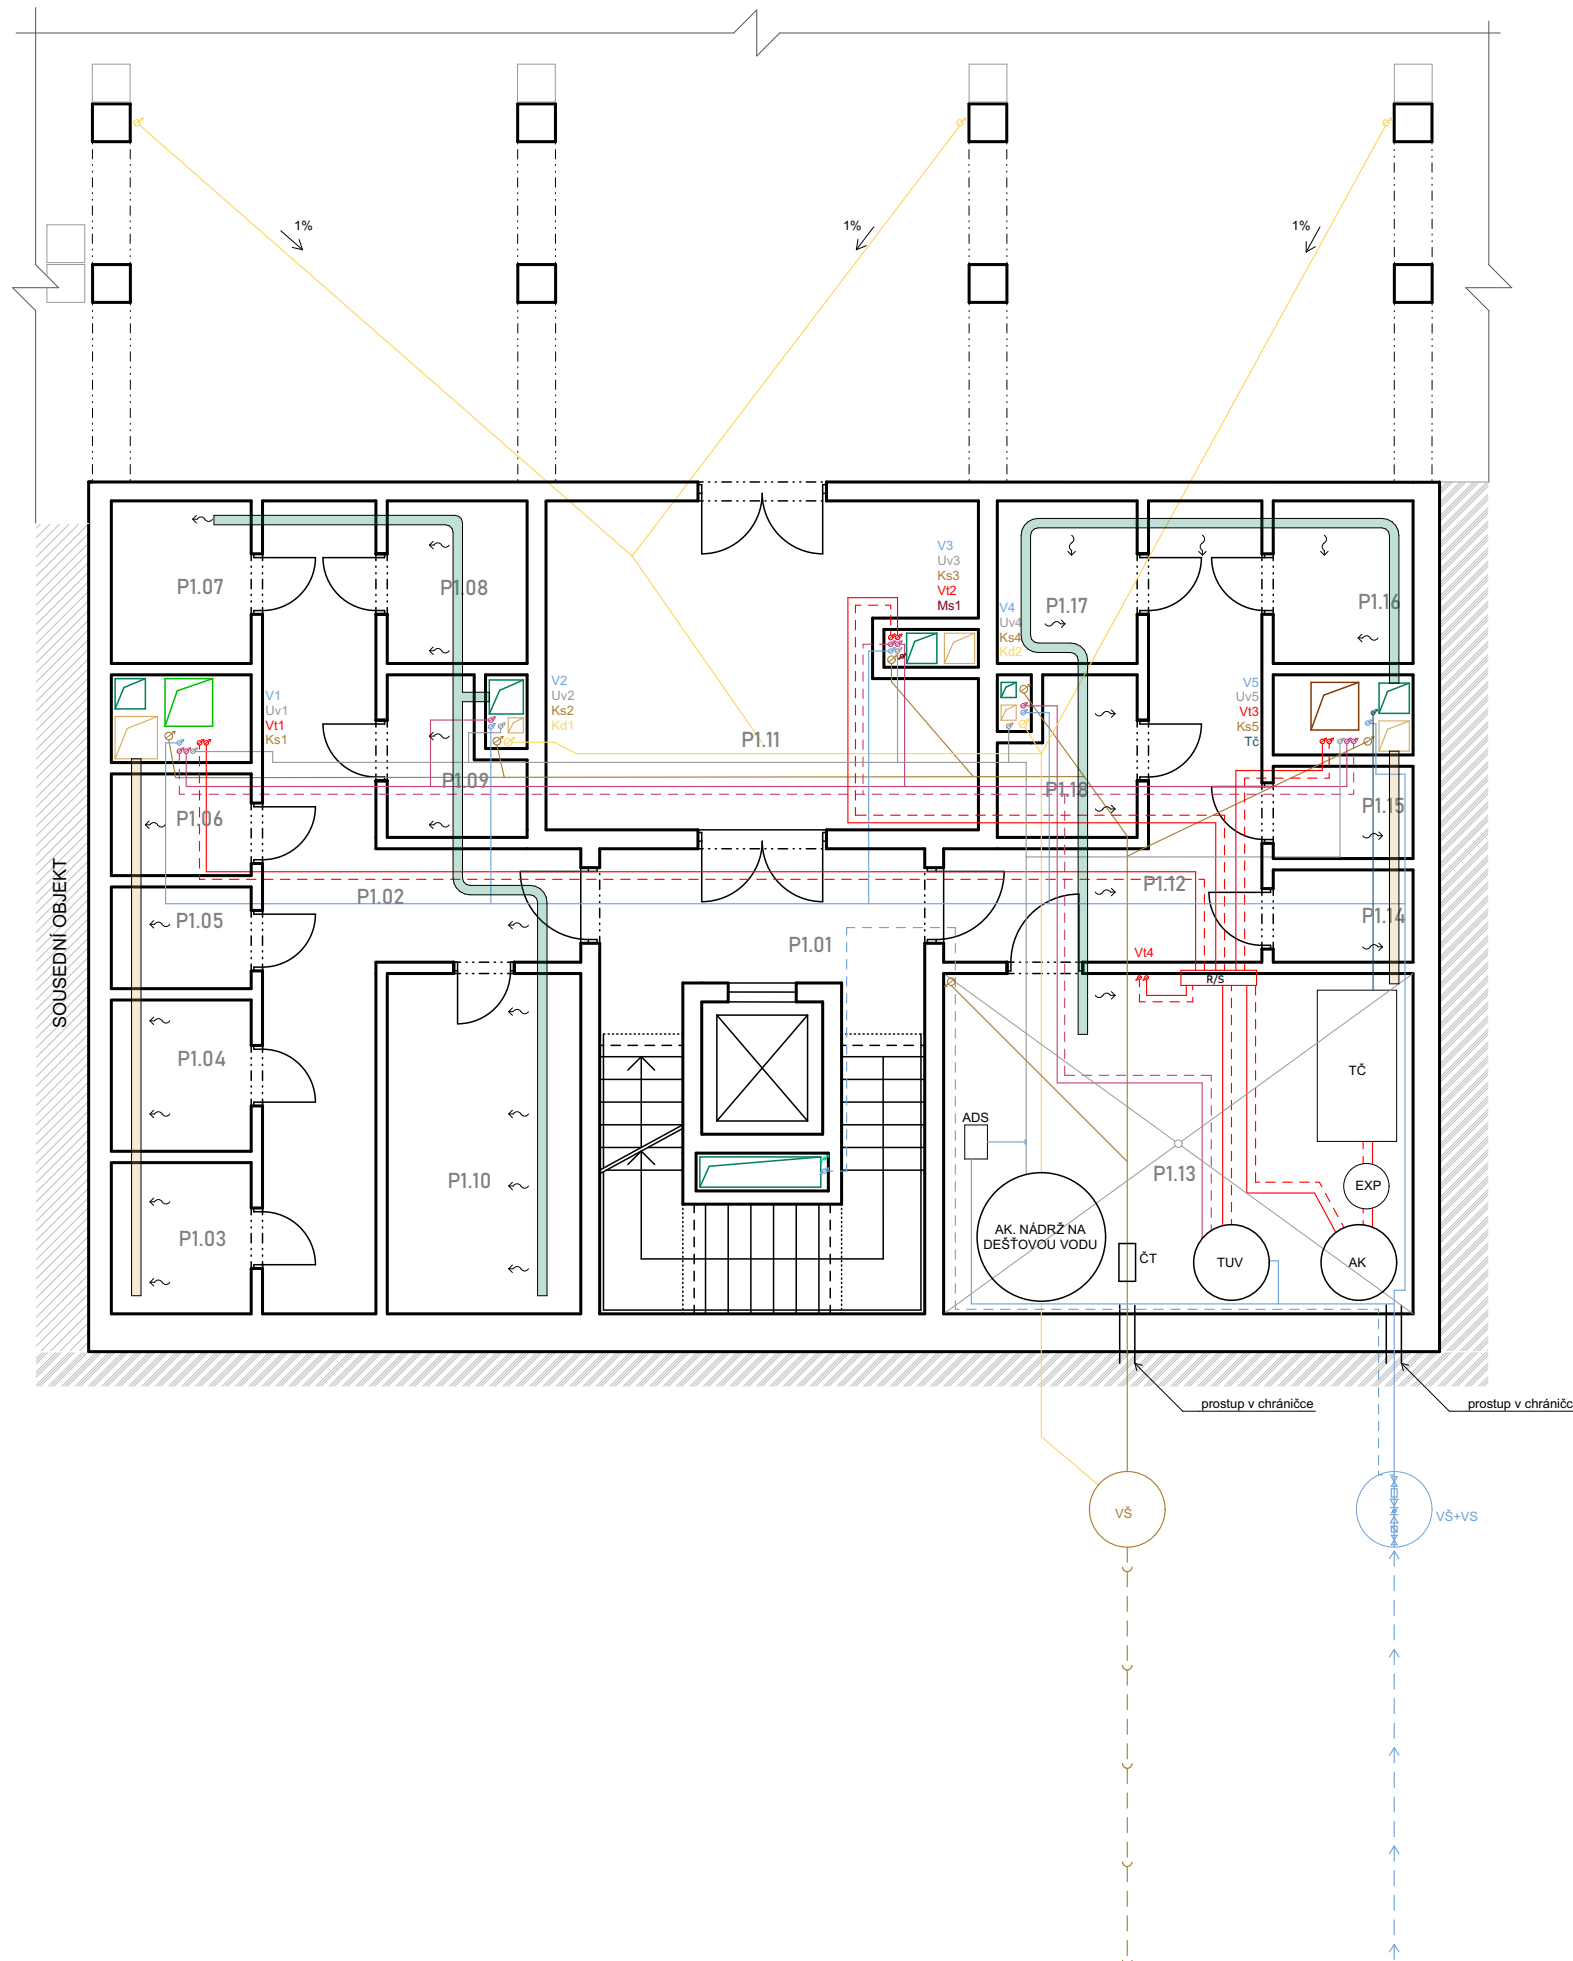 1%
1%
1%
P1.07
P1.08
V3
Uv3
Ks3
Vt2
Ms1
P1.17
P1.16
V4
Uv4
Ks4
Kd2
V1
Uv1
Vt1
Ks1
V2
Uv2
Ks2
Kd1
V5
Uv5
Vt3
Ks5
Tč
P1.11
P1.09
P1.18
P1.15
P1.06
P1.02
P1.12
P1.05
P1.14
P1.01
SOUSEDNÍ OBJEKT
Vt4
R/S
P1.04
TČ
ADS
P1.10
P1.13
EXP
P1.03
AK. NÁDRŽ NA
DEŠŤOVOU VODU
ČT
TUV
AK
prostup v chráničce
prostup v chráničc
VŠ
VŠ+VS